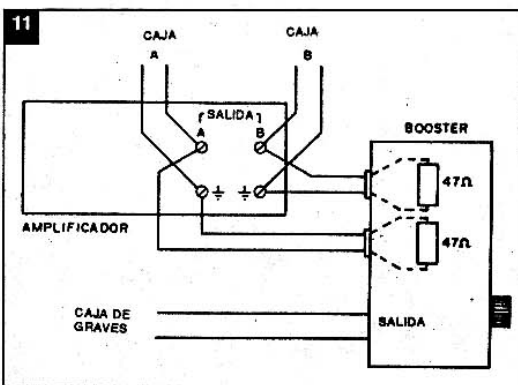 11
CAJA
A
CAJA
B
SALIDA
A B
BOOSTER
47Ω
AMPLIFICADOR
47Ω
CAJA DE
GRAVES
SALIDA